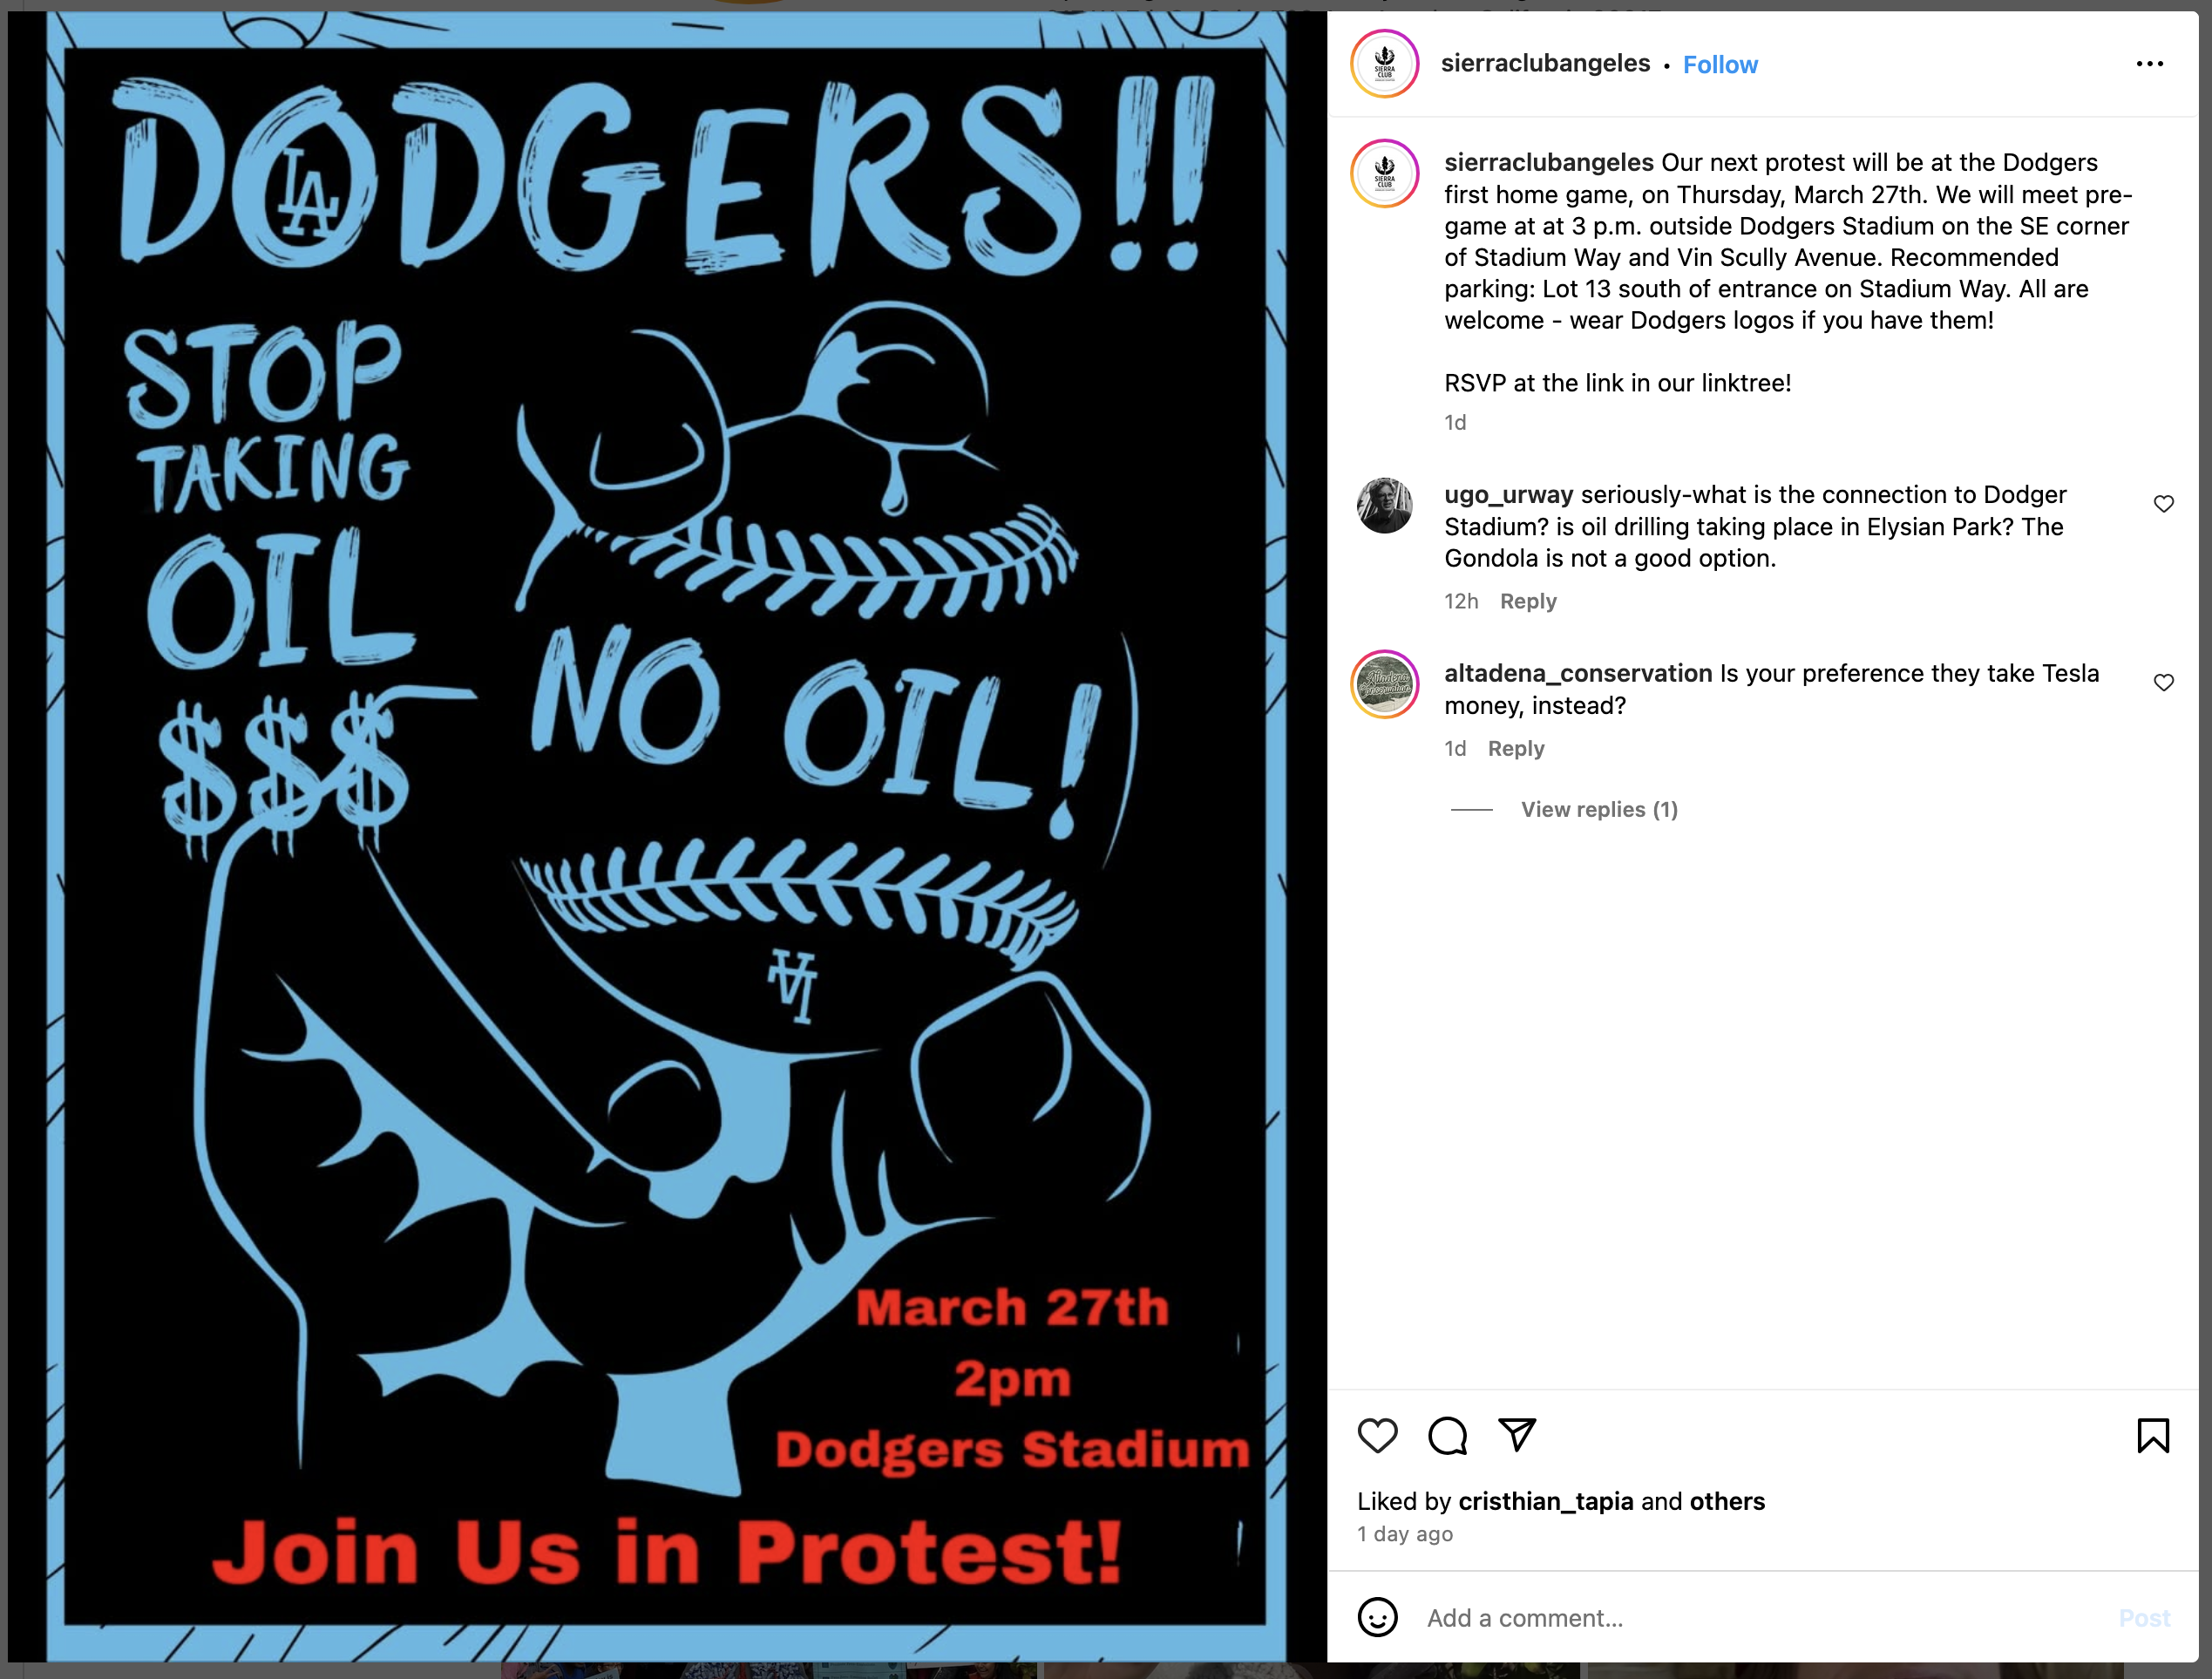 DODGERS!!
LA
STOP
TAKING
OIL
$$$
NO OIL!
LA
March 27th
2pm
Dodgers Stadium
Join Us in Protest!
SIERRA
CLUB
sierraclubangeles • Follow
SIERRA
CLUB
sierraclubangeles Our next protest will be at the Dodgers
first home game, on Thursday, March 27th. We will meet pre-
game at at 3 p.m. outside Dodgers Stadium on the SE corner
of Stadium Way and Vin Scully Avenue. Recommended
parking: Lot 13 south of entrance on Stadium Way. All are
welcome - wear Dodgers logos if you have them!
RSVP at the link in our linktree!
1d
ugo_urway seriously-what is the connection to Dodger
Stadium? is oil drilling taking place in Elysian Park? The
Gondola is not a good option.
12h Reply
altadena_conservation Is your preference they take Tesla
money, instead?
1d Reply
View replies (1)
Liked by cristhian_tapia and others
1 day ago
Add a comment...
Post